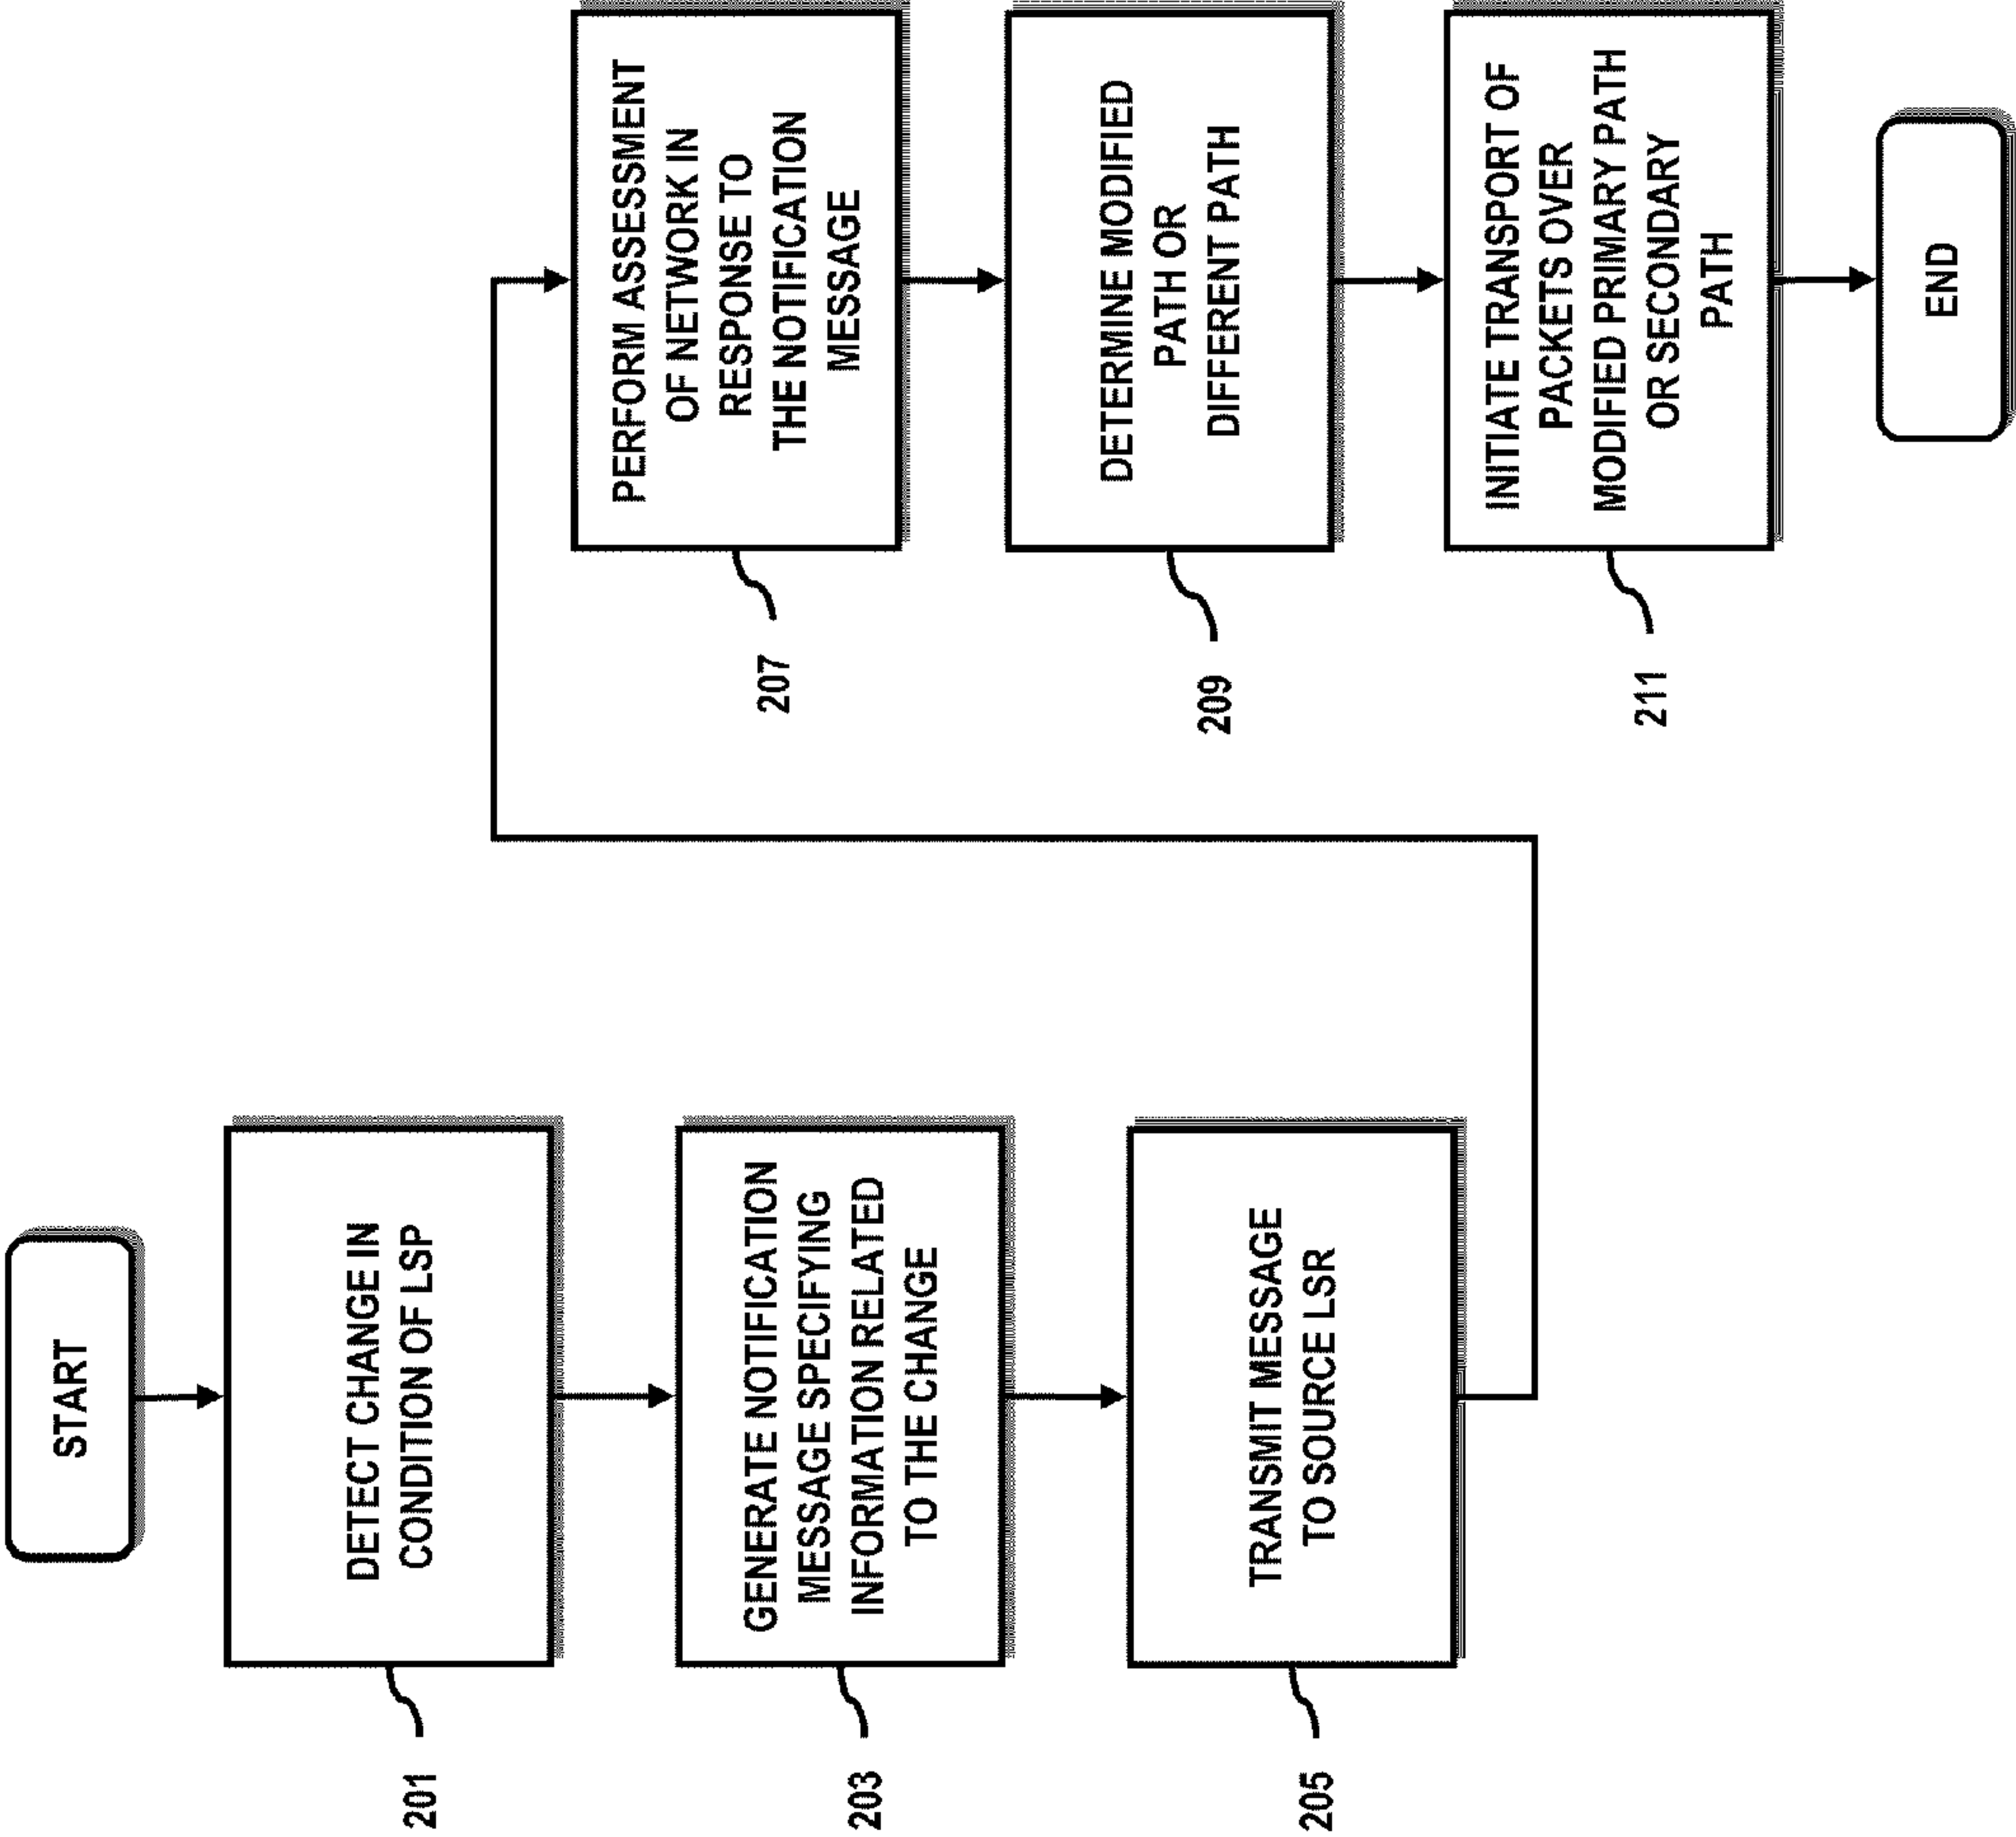 START
DETECT CHANGE IN
CONDITION OF LSP
201
GENERATE NOTIFICATION
MESSAGE SPECIFYING
INFORMATION RELATED
TO THE CHANGE
203
TRANSMIT MESSAGE
TO SOURCE LSR
205
PERFORM ASSESSMENT
OF NETWORK IN
RESPONSE TO
THE NOTIFICATION
MESSAGE
207
DETERMINE MODIFIED
PATH OR
DIFFERENT PATH
209
INITIATE TRANSPORT OF
PACKETS OVER
MODIFIED PRIMARY PATH
OR SECONDARY
PATH
211
END